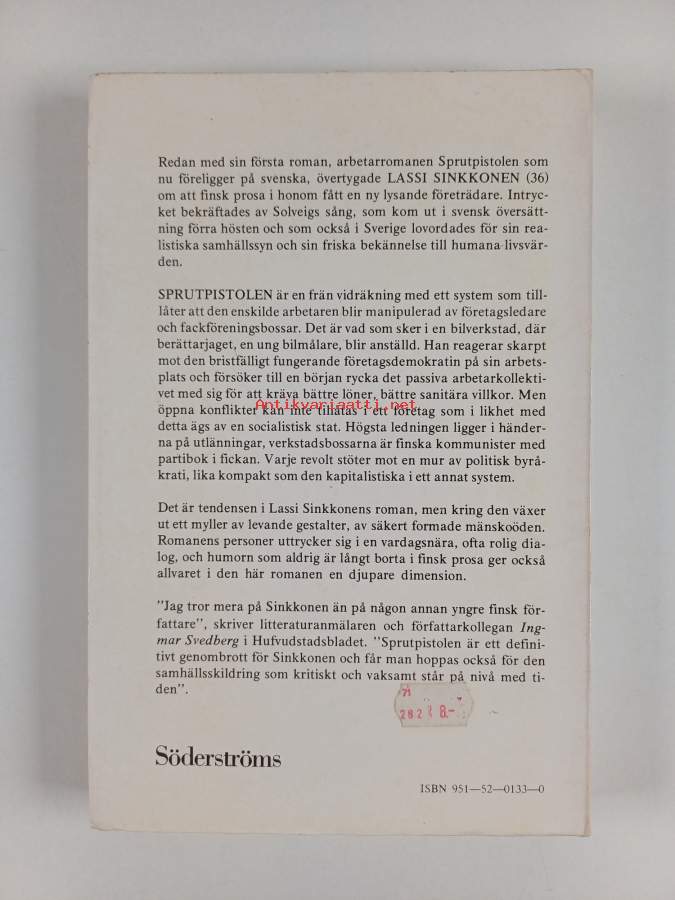 Redan med sin första roman, arbetarromanen Sprutpistolen som
nu föreligger på svenska, övertygade LASSI SINKKONEN (36)
om att finsk prosa i honom fått en ny lysande företrädare. Intryc-
ket bekräftades av Solveigs sång, som kom ut i svensk översätt-
ning förra hösten och som också i Sverige lovordades för sin rea-
listiska samhällssyn och sin friska bekännelse till humana livsvär-
den.
SPRUTPISTOLEN är en frän vidräkning med ett system som till-
låter att den enskilde arbetaren blir manipulerad av företagsledare
och fackföreningsbossar. Det är vad som sker i en bilverkstad, där
berättarjaget, en ung bilmålare, blir anställd. Han reagerar skarpt
mot den bristfälligt fungerande företagsdemokratin på sin arbets-
plats och försöker till en början rycka det passiva arbetarkollekti-
vet med sig för att kräva bättre löner, bättre sanitära villkor. Men
öppna konflikter kan inte tillåtas i ett företag som i likhet med
Antikvariaatti.net
detta ägs av en socialistisk stat. Högsta ledningen ligger i händer-
na på utlänningar, verkstadsbossarna är finska kommunister med
partibok i fickan. Varje revolt stöter mot en mur av politisk byrå-
krati, lika kompakt som den kapitalistiska i ett annat system.
Det är tendensen i Lassi Sinkkonens roman, men kring den växer
ut ett myller av levande gestalter, av säkert formade mänskoöden.
Romanens personer uttrycker sig i en vardagsnära, ofta rolig dia-
log, och humorn som aldrig är långt borta i finsk prosa ger också
allvaret i den här romanen en djupare dimension.
"Jag tror mera på Sinkkonen än på någon annan yngre finsk för-
fattare", skriver litteraturanmälaren och författarkollegan Ing-
mar Svedberg i Hufvudstadsbladet. "Sprutpistolen är ett defini-
tivt genombrott för Sinkkonen och får man hoppas också för den
samhällsskildring som kritiskt och vaksamt står på nivå med ti-
den".
8.-
Söderströms
ISBN 951—52—0133—0